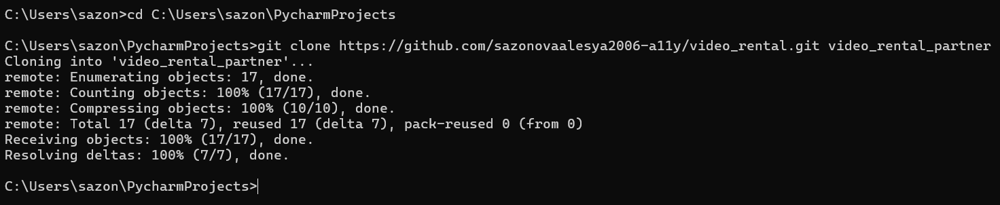 C:\Users\sazon>cd C:\Users\sazon\PycharmProjects
C:\Users\sazon\PycharmProjects>git clone https://github.com/sazonovaalesya2006-a11y/video_rental.git video_rental_partner
Cloning into 'video_rental_partner'...
remote: Enumerating objects: 17, done.
remote: Counting objects: 100% (17/17), done.
remote: Compressing objects: 100% (10/10), done.
remote: Total 17 (delta 7), reused 17 (delta 7), pack-reused 0 (from 0)
Receiving objects: 100% (17/17), done.
Resolving deltas: 100% (7/7), done.
C:\Users\sazon\PycharmProjects>